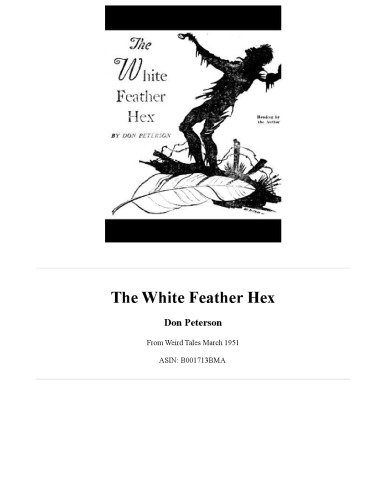 The
White
Feather
Hex
BY DON PETERSON
Heading by
the Author
The White Feather Hex
Don Peterson
From Weird Tales March 1951
ASIN: B001713BMA